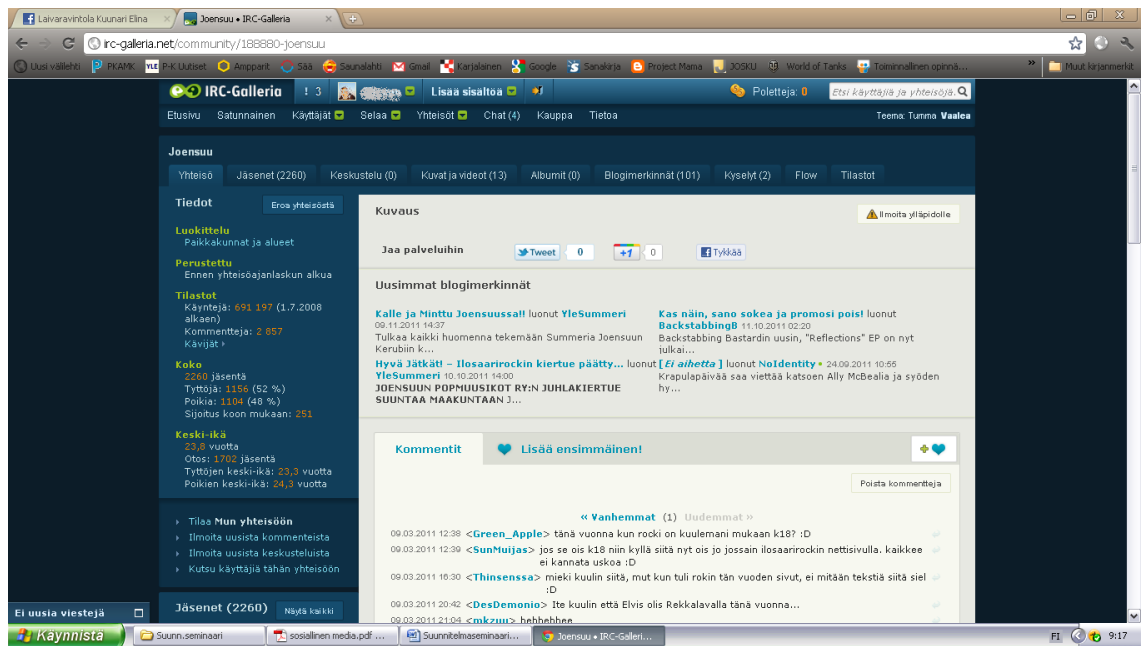 Laivaravintola Kuunari Elina
Joensuu • IRC-Galleria
irc-galleria.net/community/188880-joensuu
Uusi välilehti PKAMK YLE P-K Uutiset Ampparit Sää Saunalahti Gmail Karjalainen Google Sanakirja Project Mama JOSKU World of Tanks Toiminnallinen opinnä... » Muut kirjanmerkit
IRC-Galleria ! 3 Lisää sisältöä Poletteja: 0 Etsi käyttäjiä ja yhteisöjä.
Etusivu Satunnainen Käyttäjät Selaa Yhteisöt Chat (4) Kauppa Tietoa Teema: Tumma Vaalea
Joensuu
Yhteisö Jäsenet (2260) Keskustelu (0) Kuvat ja videot (13) Albumit (0) Blogimerkinnät (101) Kyselyt (2) Flow Tilastot
Tiedot Eroa yhteisöstä
Luokittelu
Paikkakunnat ja alueet
Perustettu
Ennen yhteisöajanlaskun alkua
Tilastot
Käyntejä: 691 197 (1.7.2008
alkaen)
Kommentteja: 2 857
Kävijät
Koko
2260 jäsentä
Tyttöjä: 1156 (52 %)
Poikia: 1104 (48 %)
Sijoitus koon mukaan: 251
Keski-ikä
23,8 vuotta
Otos: 1702 jäsentä
Tyttöjen keski-ikä: 23,3 vuotta
Poikien keski-ikä: 24,3 vuotta
Tilaa Mun yhteisöön
Ilmoita uusista kommenteista
Ilmoita uusista keskusteluista
Kutsu käyttäjiä tähän yhteisöön
Jäsenet (2260) Näytä kaikki
Kuvaus Ilmoita ylläpidolle
Jaa palveluihin Tweet 0 +1 0 Tykkää
Uusimmat blogimerkinnät
Kalle ja Minttu Joensuussa!! luonut YleSummeri
09.11.2011 14:37
Tulkaa kaikki huomenna tekemään Summeria Joensuun
Kerubiin k...
Kas näin, sano sokea ja promosi pois! luonut
BackstabbingB 11.10.2011 02:20
Backstabbing Bastardin uusin, "Reflections" EP on nyt
julkai...
Hyvä Jätkät! – Ilosaarirockin kiertue päätty... luonut
YleSummeri 10.10.2011 14:00
JOENSUUN POPMUUSIKOT RY:N JUHLAKIERTUE
SUUNTAA MAAKUNTAAN J...
[Ei aihetta] luonut NoIdentity • 24.09.2011 10:55
Krapulapäivää saa viettää katsoen Ally McBealia ja syöden
hy...
Kommentit Lisää ensimmäinen!
Poista kommentteja
« Vanhemmat (1) Uudemmat »
09.03.2011 12:38 <Green_Apple> tänä vuonna kun rocki on kuulemani mukaan k18? :D
09.03.2011 12:39 <SunMuijas> jos se ois k18 niin kyllä siitä nyt ois jo jossain ilosaarirockin nettisivulla. kaikkee
ei kannata uskoa :D
09.03.2011 16:30 <Thinsenssa> mieki kuulin siitä, mut kun tuli rokin tän vuoden sivut, ei mitään tekstiä siitä siel
:D
09.03.2011 20:42 <DesDemonio> Ite kuulin että Elvis olis Rekkalavalla tänä vuonna...
09.03.2011 21:04 <mkzuu> hehhehhee
Ei uusia viestejä
Käynnistä Suunn.seminaari sosiallinen media.pdf ... Suunnitelmaseminaari... Joensuu • IRC-Galleri... FI 9:17